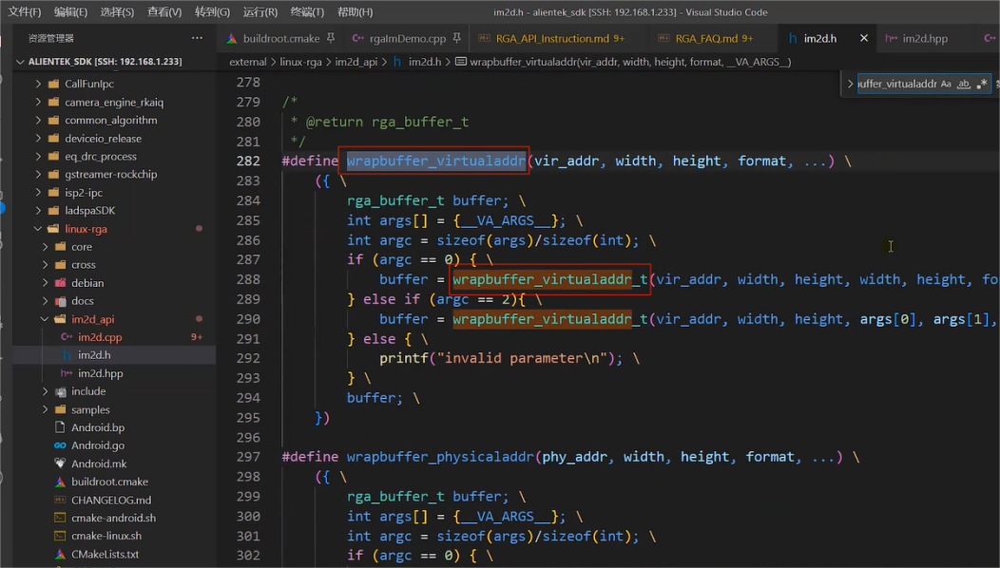 文件(F) 编辑(E) 选择(S) 查看(V) 转到(G) 运行(R) 终端(T) 帮助(H) im2d.h - alientek_sdk [SSH: 192.168.1.233] - Visual Studio Code
资源管理器 ··· buildroot.cmake rgaImDemo.cpp RGA_API_Instruction.md 9+ RGA_FAQ.md 9+ im2d.h × im2d.hpp
ALIENTEK_SDK [SSH: 192.168.1.233]
external > linux-rga > im2d_api > im2d.h > wrapbuffer_virtualaddr(vir_addr, width, height, format, __VA_ARGS__)
uffer_virtualaddr Aa ab .*
CallFunIpc
camera_engine_rkaiq
common_algorithm
deviceio_release
eq_drc_process
gstreamer-rockchip
isp2-ipc
ladspaSDK
linux-rga
core
cross
debian
docs
im2d_api
im2d.cpp 9+
im2d.h
im2d.hpp
include
samples
Android.bp
Android.go
Android.mk
buildroot.cmake
CHANGELOG.md
cmake-android.sh
cmake-linux.sh
CMakeLists.txt
278
279 /*
280 * @return rga_buffer_t
281 */
282 #define wrapbuffer_virtualaddr(vir_addr, width, height, format, ...) \
283 ({ \
284 rga_buffer_t buffer; \
285 int args[] = {__VA_ARGS__}; \
286 int argc = sizeof(args)/sizeof(int); \
287 if (argc == 0) { \
288 buffer = wrapbuffer_virtualaddr_t(vir_addr, width, height, width, height, fo
289 } else if (argc == 2){ \
290 buffer = wrapbuffer_virtualaddr_t(vir_addr, width, height, args[0], args[1],
291 } else { \
292 printf("invalid parameter\n"); \
293 } \
294 buffer; \
295 })
296
297 #define wrapbuffer_physicaladdr(phy_addr, width, height, format, ...) \
298 ({ \
299 rga_buffer_t buffer; \
300 int args[] = {__VA_ARGS__}; \
301 int argc = sizeof(args)/sizeof(int); \
302 if (argc == 0) { \